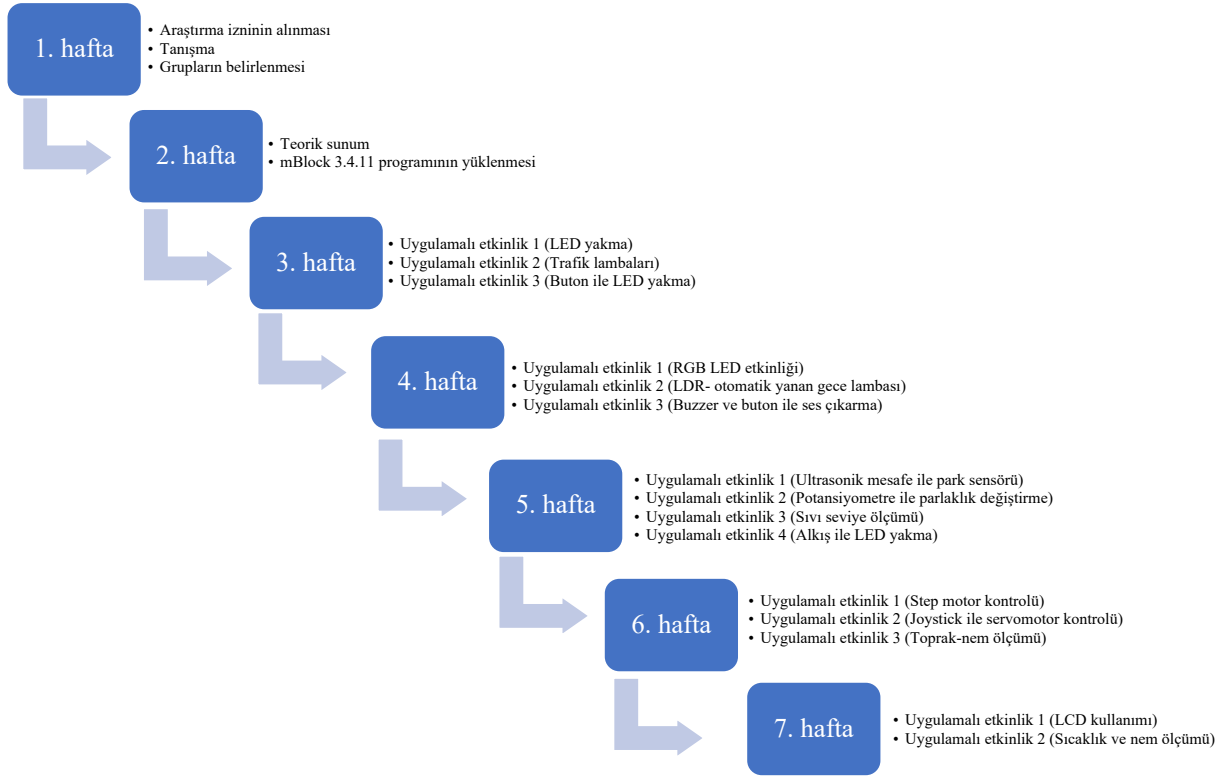 1. hafta
• Araştırma izninin alınması
• Tanışma
• Grupların belirlenmesi
2. hafta
• Teorik sunum
• mBlock 3.4.11 programının yüklenmesi
3. hafta
• Uygulamalı etkinlik 1 (LED yakma)
• Uygulamalı etkinlik 2 (Trafik lambaları)
• Uygulamalı etkinlik 3 (Buton ile LED yakma)
4. hafta
• Uygulamalı etkinlik 1 (RGB LED etkinliği)
• Uygulamalı etkinlik 2 (LDR- otomatik yanan gece lambası)
• Uygulamalı etkinlik 3 (Buzzer ve buton ile ses çıkarma)
5. hafta
• Uygulamalı etkinlik 1 (Ultrasonik mesafe ile park sensörü)
• Uygulamalı etkinlik 2 (Potansiyometre ile parlaklık değiştirme)
• Uygulamalı etkinlik 3 (Sıvı seviye ölçümü)
• Uygulamalı etkinlik 4 (Alkış ile LED yakma)
6. hafta
• Uygulamalı etkinlik 1 (Step motor kontrolü)
• Uygulamalı etkinlik 2 (Joystick ile servomotor kontrolü)
• Uygulamalı etkinlik 3 (Toprak-nem ölçümü)
7. hafta
• Uygulamalı etkinlik 1 (LCD kullanımı)
• Uygulamalı etkinlik 2 (Sıcaklık ve nem ölçümü)